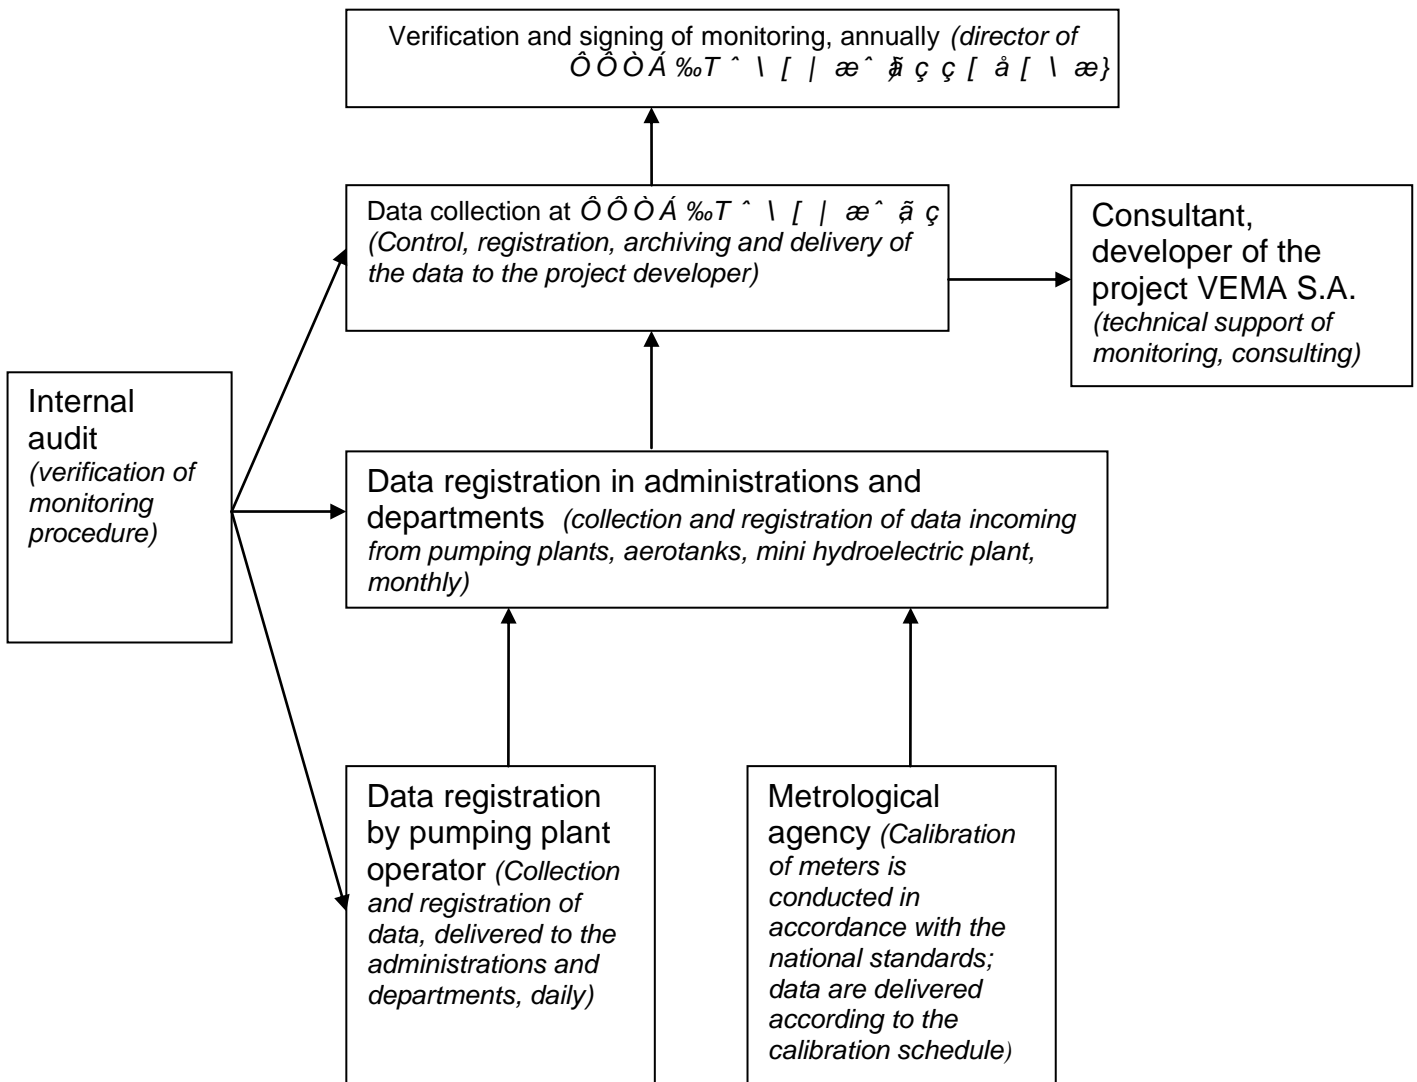 Verification and signing of monitoring, annually (director of
Data collection at
(Control, registration, archiving and delivery of
the data to the project developer)
Consultant,
developer of the
project VEMA S.A.
(technical support of
monitoring, consulting)
Internal
audit
(verification of
monitoring
procedure)
Data registration in administrations and
departments (collection and registration of data incoming
from pumping plants, aerotanks, mini hydroelectric plant,
monthly)
Data registration
by pumping plant
operator (Collection
and registration of
data, delivered to the
administrations and
departments, daily)
Metrological
agency (Calibration
of meters is
conducted in
accordance with the
national standards;
data are delivered
according to the
calibration schedule)